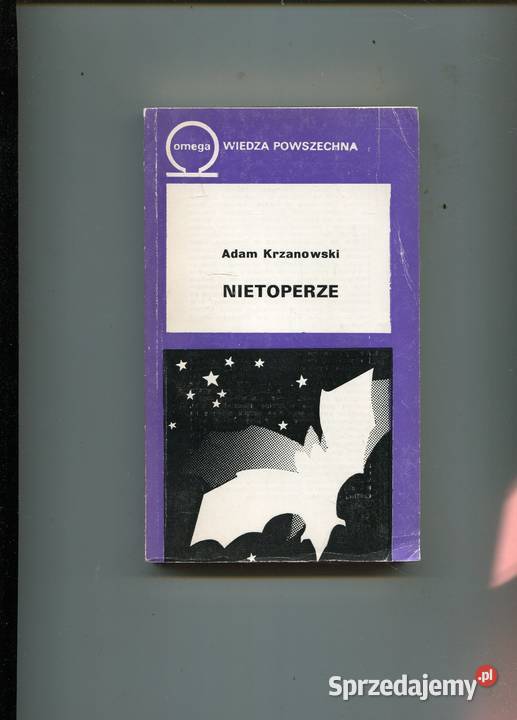 omega
WIEDZA POWSZECHNA
Adam Krzanowski
NIETOPERZE
Sprzedajemy.pl